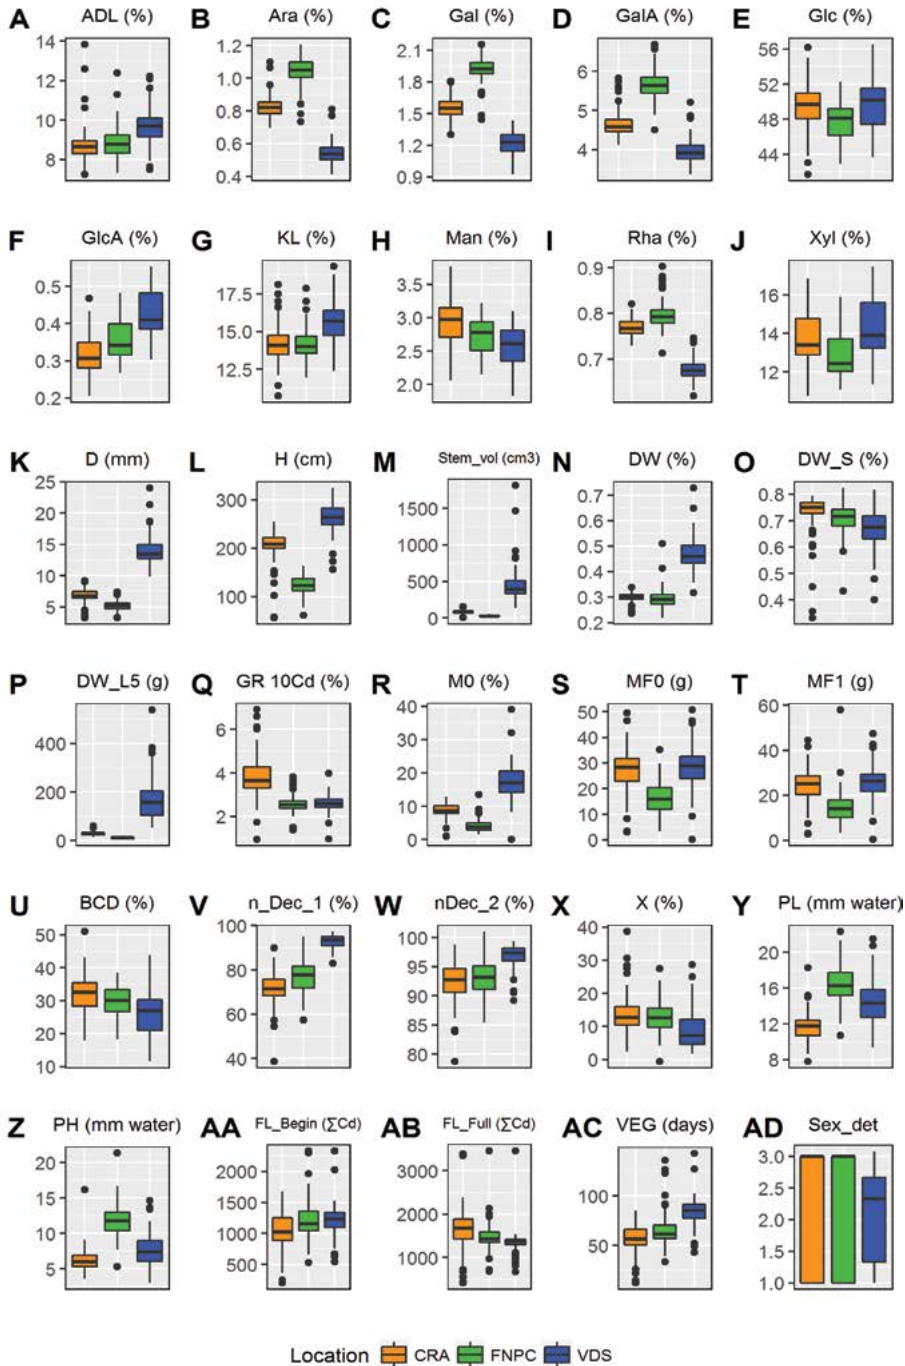 A ADL (%) B Ara (%) C Gal (%) D GalA (%) E Glc (%)
14 12 10 8
1.2 1.0 0.8 0.6 0.4
2.1 1.8 1.5 1.2 0.9
6 5 4
56 52 48 44
F GlcA (%) G KL (%) H Man (%) I Rha (%) J Xyl (%)
0.5 0.4 0.3 0.2
17.5 15.0 12.5
3.5 3.0 2.5 2.0
0.9 0.8 0.7
16 14 12
K D (mm) L H (cm) M Stem_vol (cm3) N DW (%) O DW_S (%)
25 20 15 10 5
300 200 100
1500 1000 500 0
0.7 0.6 0.5 0.4 0.3 0.2
0.8 0.7 0.6 0.5 0.4
P DW_L5 (g) Q GR 10Cd (%) R M0 (%) S MF0 (g) T MF1 (g)
400 200 0
6 4 2
40 30 20 10 0
50 40 30 20 10 0
60 40 20 0
U BCD (%) V n_Dec_1 (%) W nDec_2 (%) X X (%) Y PL (mm water)
50 40 30 20 10
100 80 60 40
100 95 90 85 80
40 30 20 10 0
20 16 12 8
Z PH (mm water) AA FL_Begin (∑Cd) AB FL_Full (∑Cd) AC VEG (days) AD Sex_det
20 15 10 5
2000 1500 1000 500
3000 2000 1000
100 50
3.0 2.5 2.0 1.5 1.0
Location CRA FNPC VDS